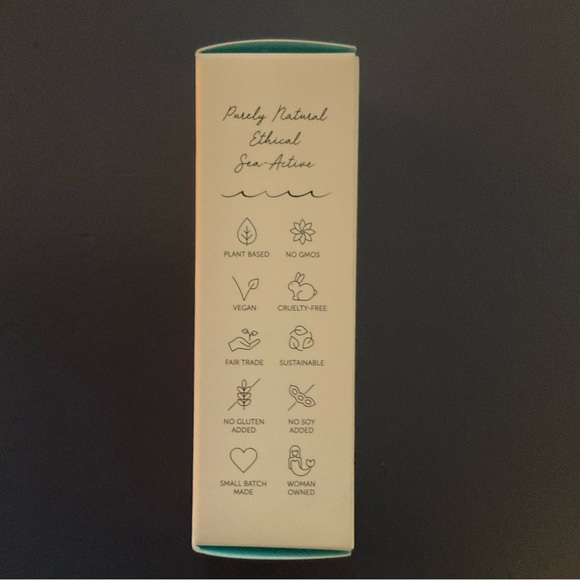 Purely Natural
Ethical
Sea-Active
PLANT BASED NO GMOS
VEGAN CRUELTY-FREE
FAIR TRADE SUSTAINABLE
NO GLUTEN NO SOY
ADDED ADDED
SMALL BATCH WOMAN
MADE OWNED